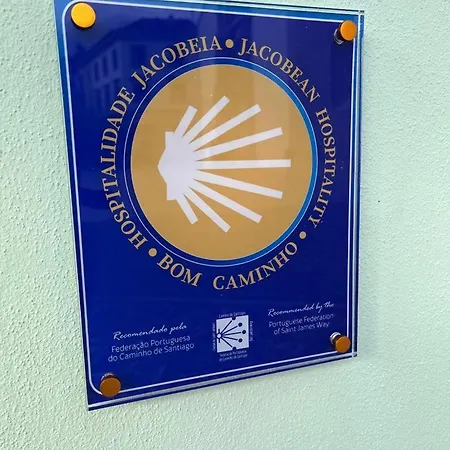 HOSPITALIDADE JACOBEIA • JACOBEAN HOSPITALITY • BOM CAMINHO •
Recomendado pela
Federação Portuguesa
do Caminho de Santiago
Recommended by the
Portuguese Federation
of Saint James Way